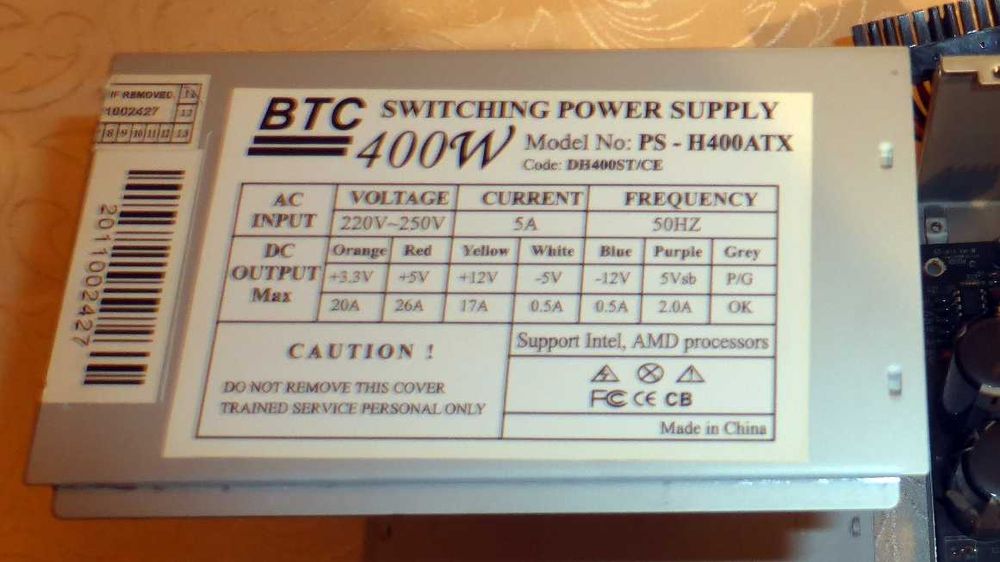 IF REMOVED
1002427
8 9 10 11 12 13
20111002427
BTC SWITCHING POWER SUPPLY
400W Model No: PS - H400ATX
Code: DH400ST/CE
AC INPUT VOLTAGE CURRENT FREQUENCY
220V~250V 5A 50HZ
DC OUTPUT Max Orange Red Yellow White Blue Purple Grey
+3.3V +5V +12V -5V -12V 5Vsb P/G
20A 26A 17A 0.5A 0.5A 2.0A OK
CAUTION !
DO NOT REMOVE THIS COVER
TRAINED SERVICE PERSONAL ONLY
Support Intel, AMD processors
FC CE CB
Made in China